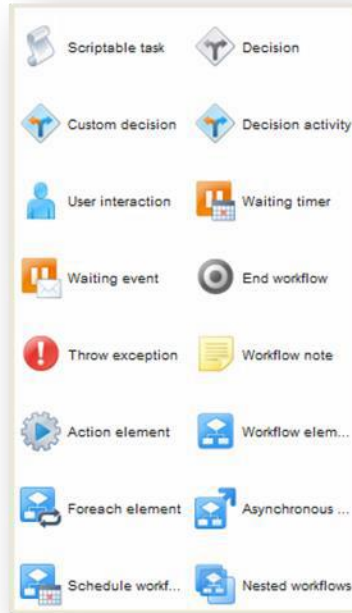 Scriptable task
Decision
Custom decision
Decision activity
User interaction
Waiting timer
Waiting event
End workflow
Throw exception
Workflow note
Action element
Workflow elem...
Foreach element
Asynchronous ...
Schedule workf...
Nested workflows